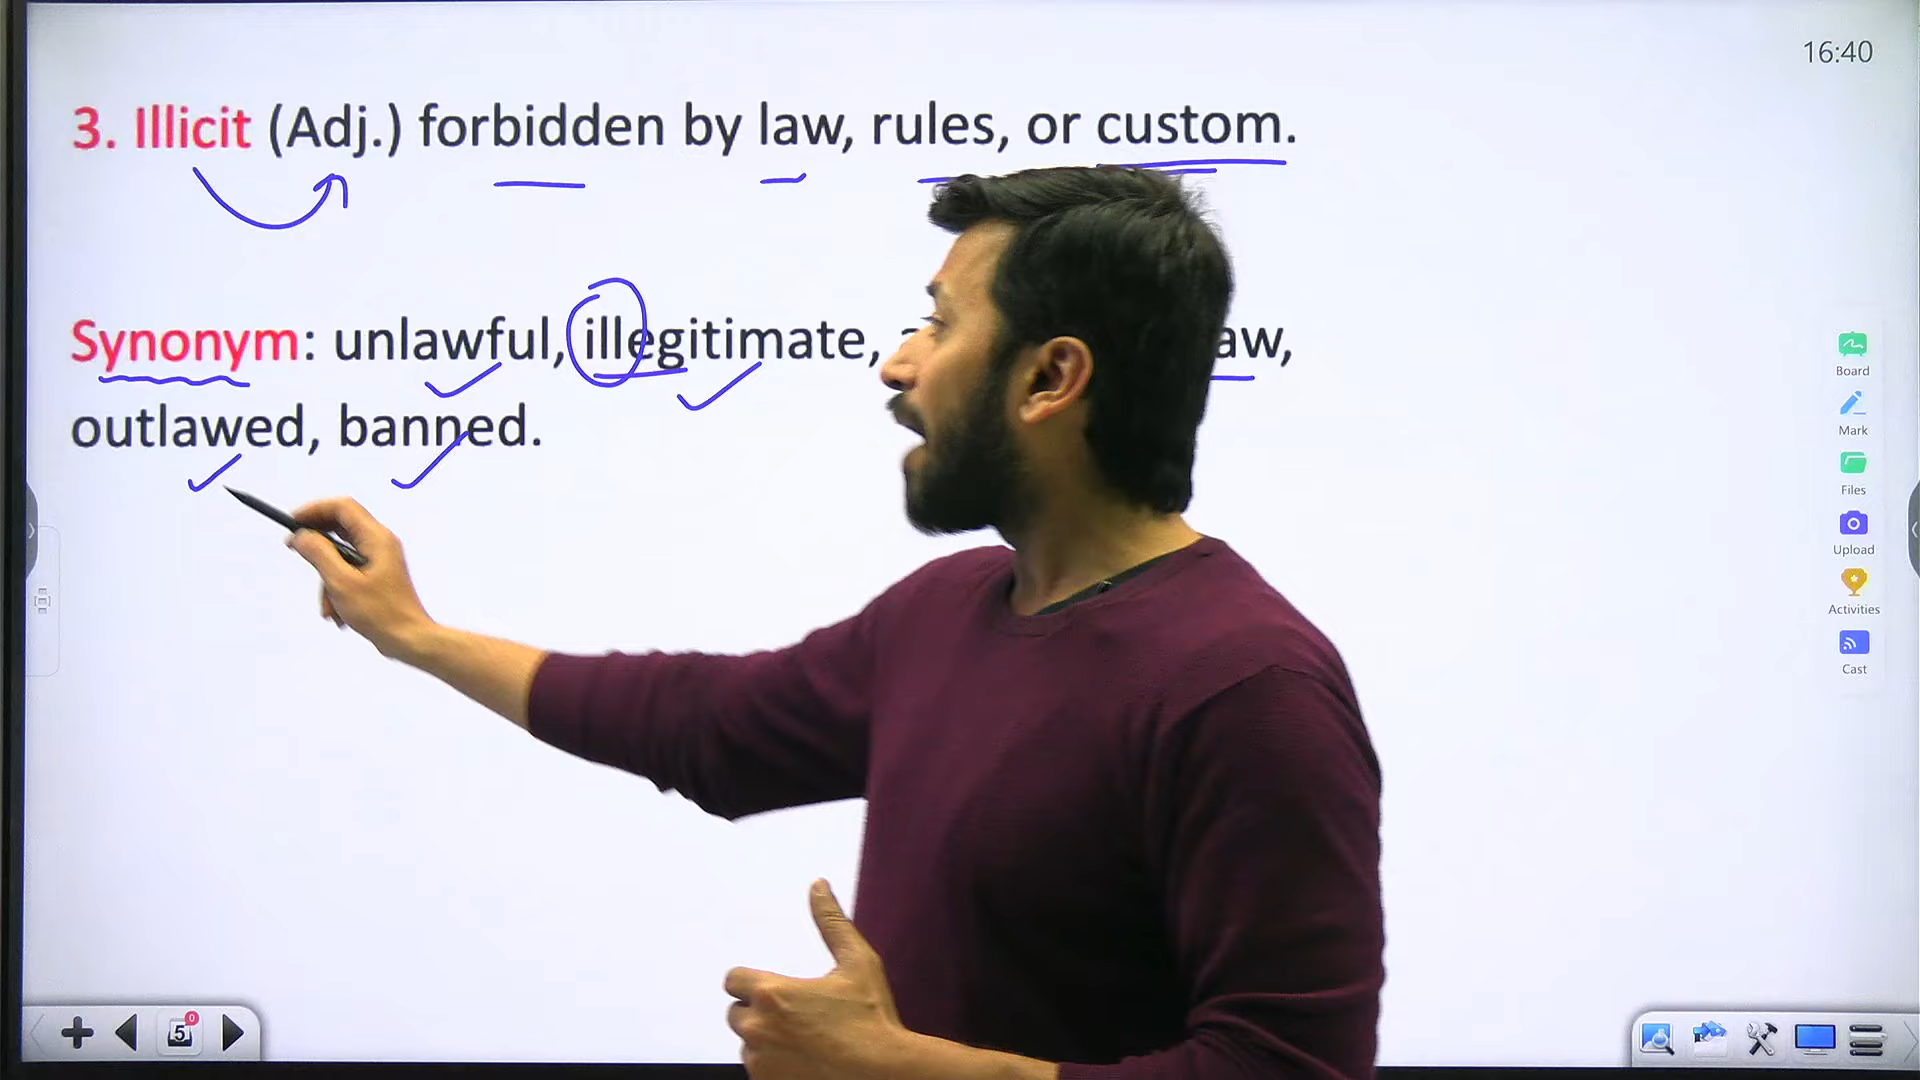 16:40
3. Illicit (Adj.) forbidden by law, rules, or custom.
Synonym: unlawful, illegitimate,
outlawed, banned.
Board
Mark
Files
Upload
Activities
Cast
5
0